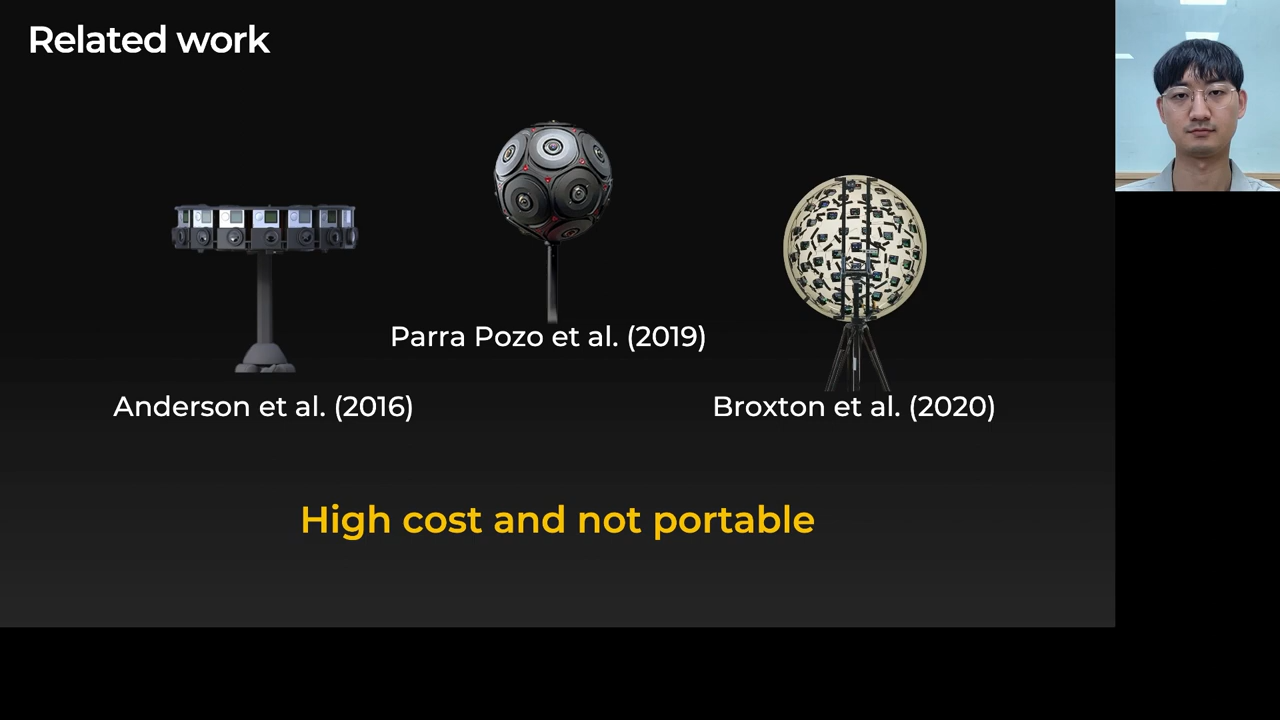 Related work
Parra Pozo et al. (2019)
Anderson et al. (2016)
Broxton et al. (2020)
High cost and not portable